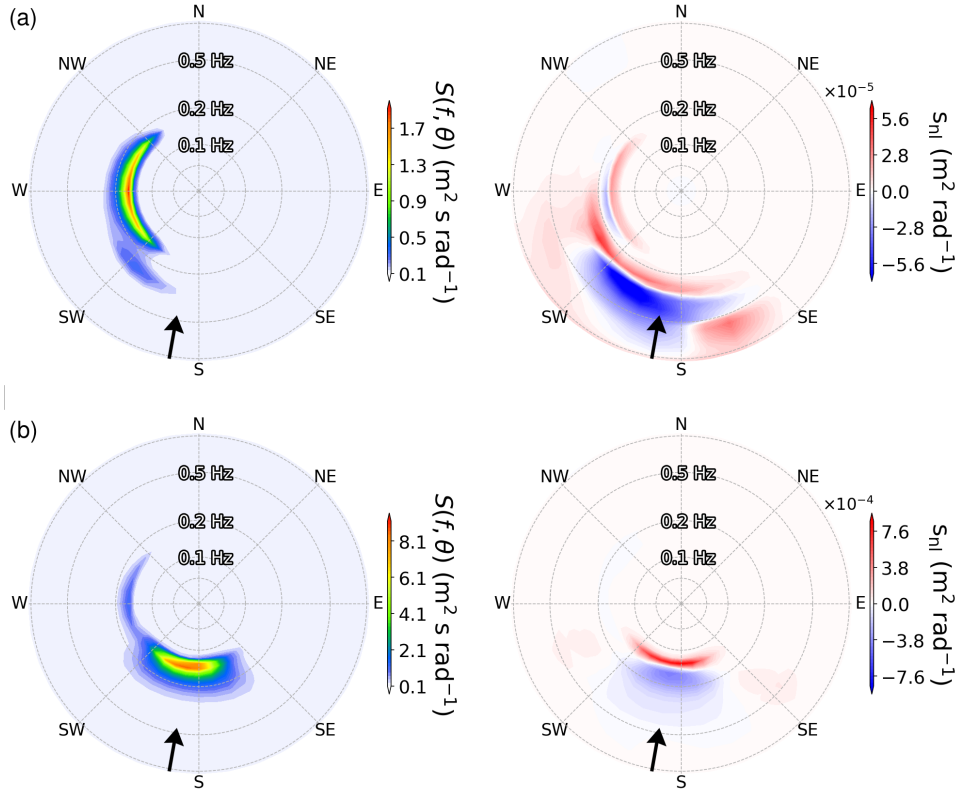 (a)
N
NW
NE
0.5 Hz
0.2 Hz
0.1 Hz
W
E
SW
SE
S
1.7
1.3
0.9
0.5
0.1
S(f, θ) (m² s rad⁻¹)
N
NW
NE
0.5 Hz
0.2 Hz
0.1 Hz
W
E
SW
SE
S
×10⁻⁵
5.6
2.8
0.0
−2.8
−5.6
sₙₗ (m² rad⁻¹)
(b)
N
NW
NE
0.5 Hz
0.2 Hz
0.1 Hz
W
E
SW
SE
S
8.1
6.1
4.1
2.1
0.1
S(f, θ) (m² s rad⁻¹)
N
NW
NE
0.5 Hz
0.2 Hz
0.1 Hz
W
E
SW
SE
S
×10⁻⁴
7.6
3.8
0.0
−3.8
−7.6
sₙₗ (m² rad⁻¹)